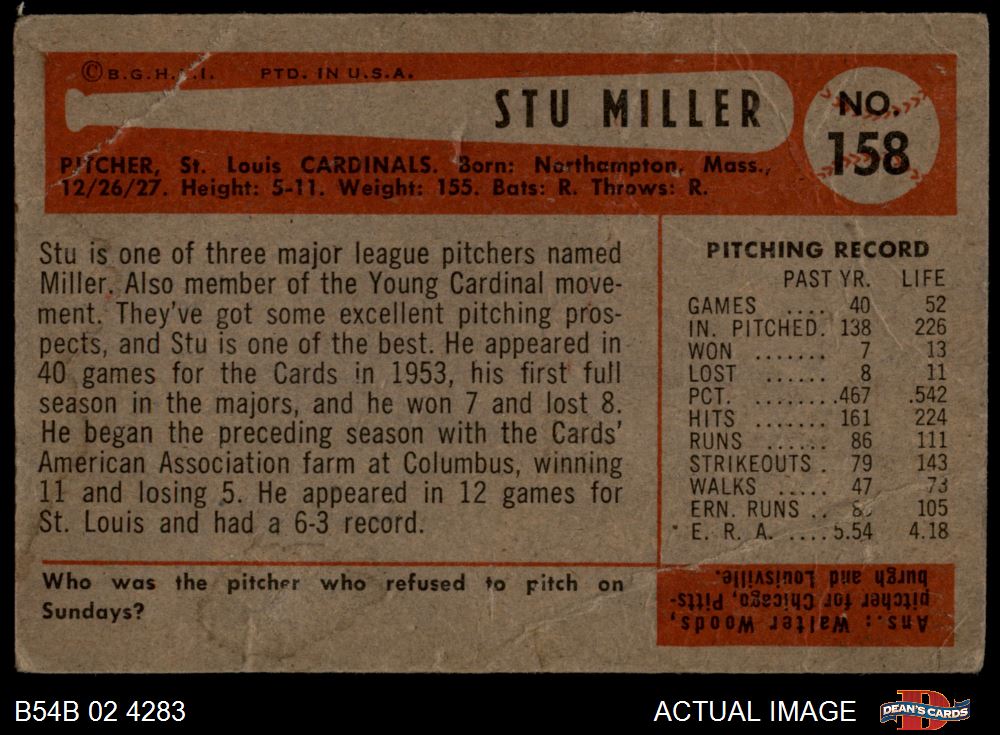 © B.G.H.L.I. PTD. IN U.S.A.
STU MILLER
NO.
158
PITCHER, St. Louis CARDINALS. Born: Northampton, Mass.,
12/26/27. Height: 5-11. Weight: 155. Bats: R. Throws: R.
Stu is one of three major league pitchers named
Miller. Also member of the Young Cardinal move-
ment. They've got some excellent pitching pros-
pects, and Stu is one of the best. He appeared in
40 games for the Cards in 1953, his first full
season in the majors, and he won 7 and lost 8.
He began the preceding season with the Cards'
American Association farm at Columbus, winning
11 and losing 5. He appeared in 12 games for
St. Louis and had a 6-3 record.
PITCHING RECORD
PAST YR. LIFE
GAMES .... 40 52
IN. PITCHED. 138 226
WON ....... 7 13
LOST ...... 8 11
PCT. ........ .467 .542
HITS ...... 161 224
RUNS ...... 86 111
STRIKEOUTS . 79 143
WALKS ..... 47 73
ERN. RUNS .. 105
E. R. A. .... 5.54 4.18
Who was the pitcher who refused to pitch on
Sundays?
Ans.: Walter Woods,
pitcher for Chicago, Pitts-
burgh and Louisville.
B54B 02 4283
ACTUAL IMAGE
D
DEAN'S CARDS